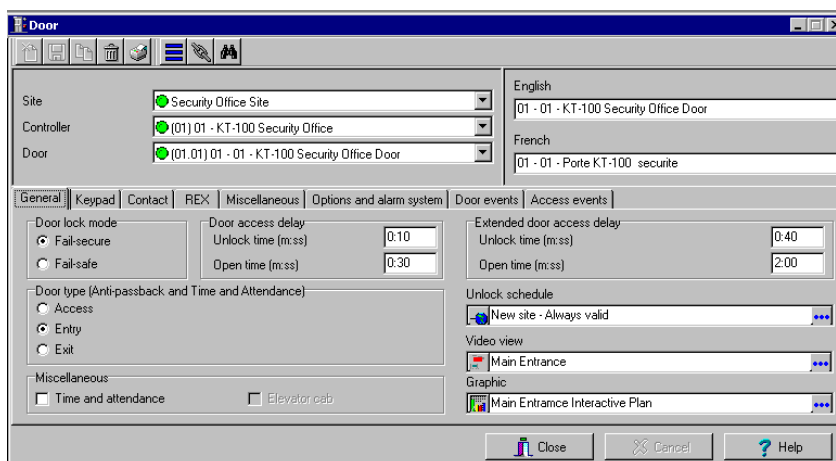 Door
Site
Security Office Site
Controller
(01) 01 - KT-100 Security Office
Door
(01.01) 01 - 01 - KT-100 Security Office Door
English
01 - 01 - KT-100 Security Office Door
French
01 - 01 - Porte KT-100 securite
General Keypad Contact REX Miscellaneous Options and alarm system Door events Access events
Door lock mode
Fail-secure
Fail-safe
Door access delay
Unlock time (m:ss) 0:10
Open time (m:ss) 0:30
Extended door access delay
Unlock time (m:ss) 0:40
Open time (m:ss) 2:00
Door type (Anti-passback and Time and Attendance)
Access
Entry
Exit
Unlock schedule
New site - Always valid
Video view
Main Entrance
Graphic
Main Entramce Interactive Plan
Miscellaneous
Time and attendance Elevator cab
Close Cancel Help